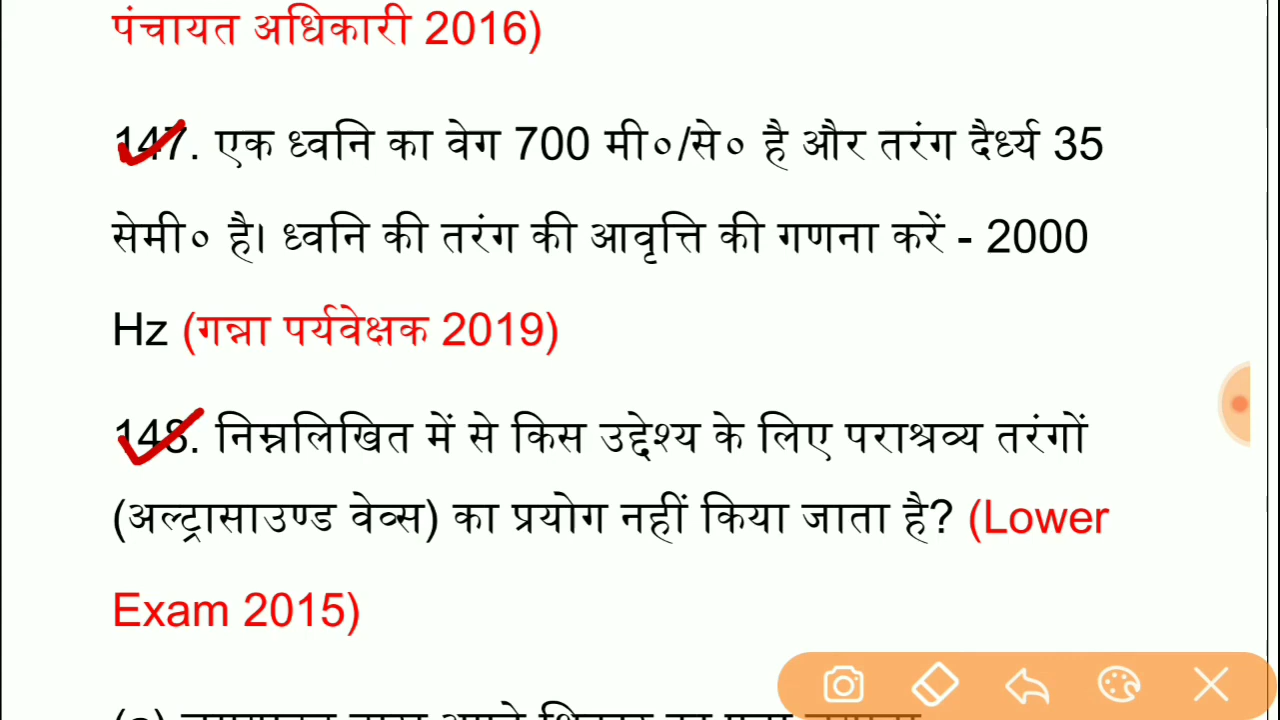 पंचायत अधिकारी 2016)
147. एक ध्वनि का वेग 700 मी०/से० है और तरंग दैर्ध्य 35
सेमी० है। ध्वनि की तरंग की आवृत्ति की गणना करें - 2000
Hz (गन्ना पर्यवेक्षक 2019)
148. निम्नलिखित में से किस उद्देश्य के लिए पराश्रव्य तरंगों
(अल्ट्रासाउण्ड वेव्स) का प्रयोग नहीं किया जाता है? (Lower
Exam 2015)